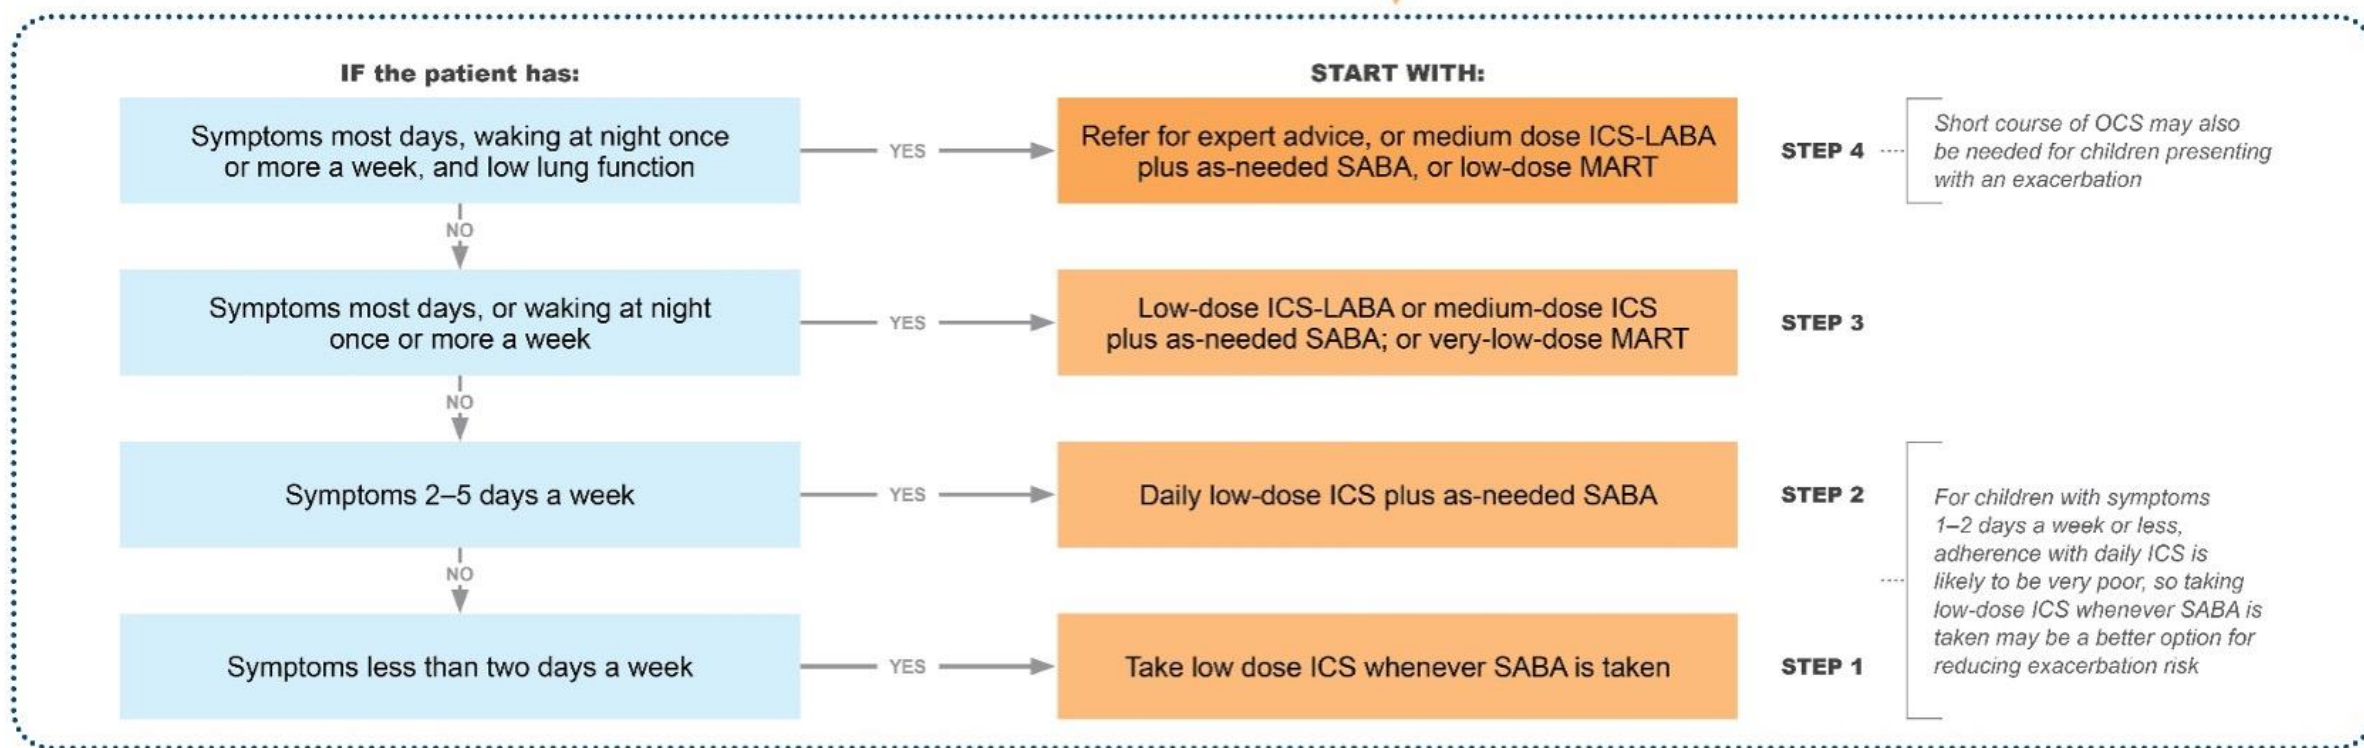 IF the patient has:
START WITH:
Symptoms most days, waking at night once
or more a week, and low lung function
YES
Refer for expert advice, or medium dose ICS-LABA
plus as-needed SABA, or low-dose MART
STEP 4
Short course of OCS may also
be needed for children presenting
with an exacerbation
NO
Symptoms most days, or waking at night
once or more a week
YES
Low-dose ICS-LABA or medium-dose ICS
plus as-needed SABA; or very-low-dose MART
STEP 3
NO
Symptoms 2–5 days a week
YES
Daily low-dose ICS plus as-needed SABA
STEP 2
For children with symptoms
1–2 days a week or less,
adherence with daily ICS is
likely to be very poor, so taking
low-dose ICS whenever SABA is
taken may be a better option for
reducing exacerbation risk
NO
Symptoms less than two days a week
YES
Take low dose ICS whenever SABA is taken
STEP 1